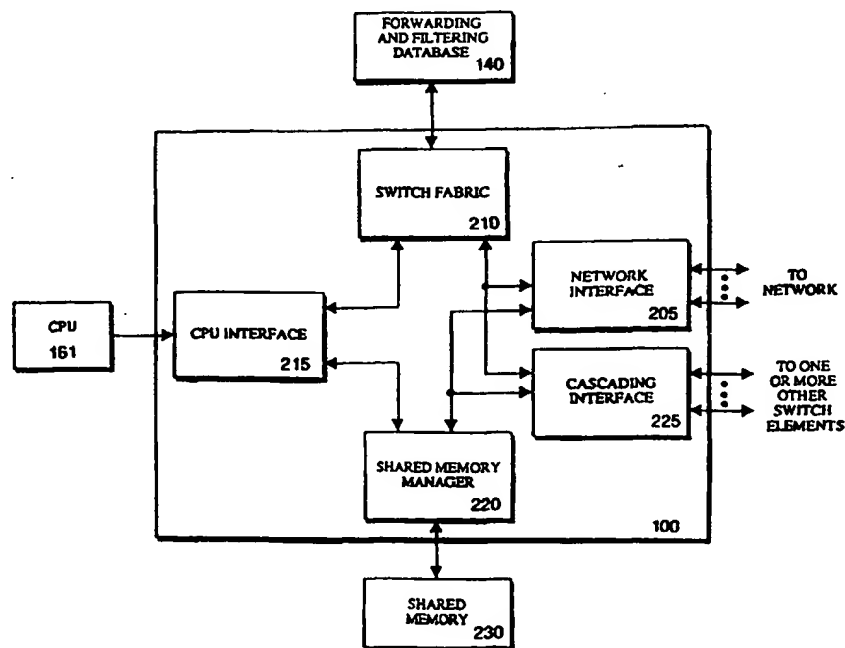 FORWARDING
AND FILTERING
DATABASE
140
SWITCH FABRIC
210
NETWORK
INTERFACE
205
TO
NETWORK
CPU
161
CPU INTERFACE
215
CASCADING
INTERFACE
225
TO ONE
OR MORE
OTHER
SWITCH
ELEMENTS
SHARED MEMORY
MANAGER
220
100
SHARED
MEMORY
230